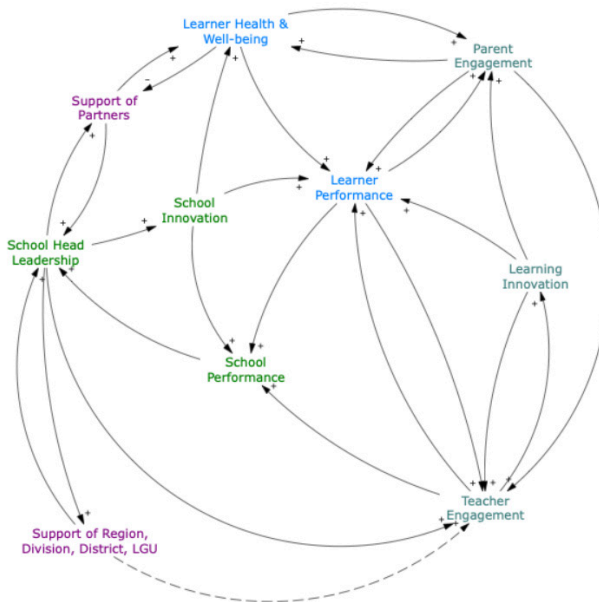 Learner Health &
Well-being
Parent
Engagement
Support of
Partners
Learner
Performance
School
Innovation
School Head
Leadership
Learning
Innovation
School
Performance
Teacher
Engagement
Support of Region,
Division, District, LGU